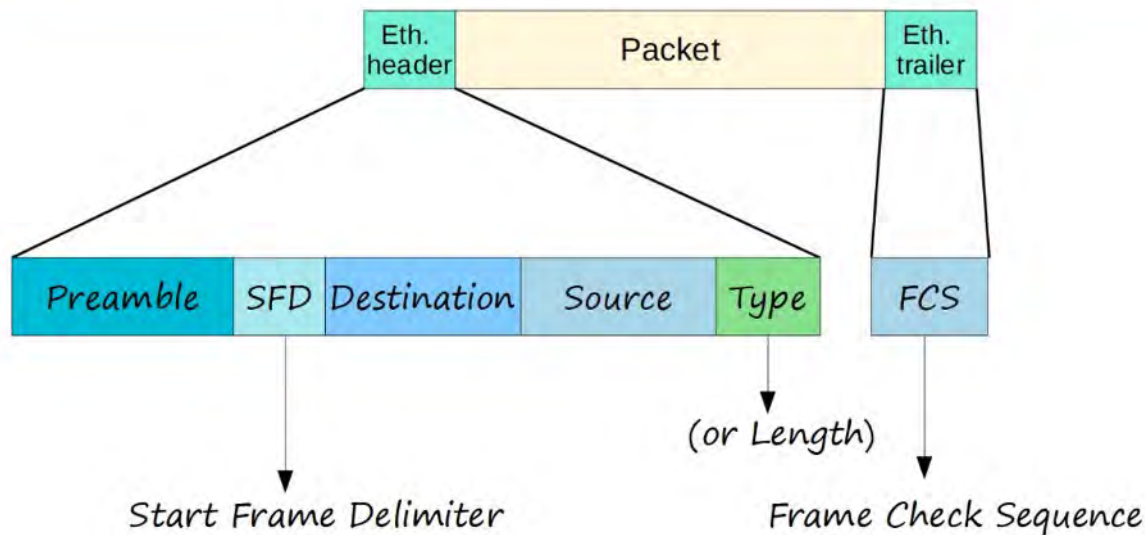 Eth.
header
Packet
Eth.
trailer
Preamble
SFD
Destination
Source
Type
FCS
(or Length)
Start Frame Delimiter
Frame Check Sequence